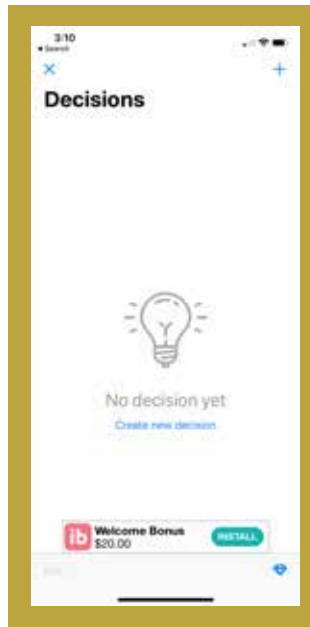 3:10
Search
Decisions
No decision yet
Create new decision
ib
Welcome Bonus
$20.00
INSTALL